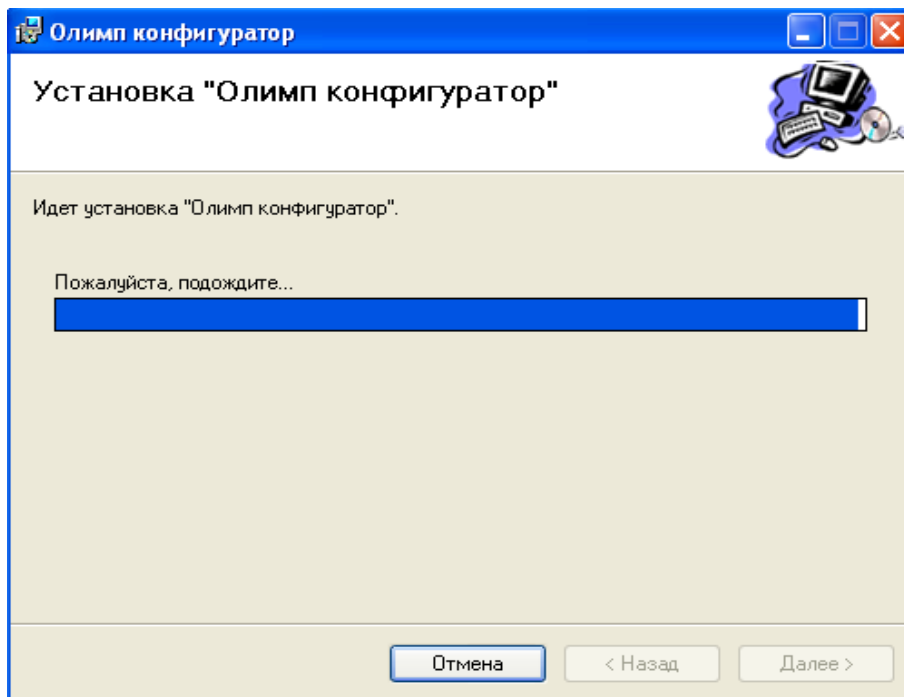 Олимп конфигуратор
Установка "Олимп конфигуратор"
Идет установка "Олимп конфигуратор".
Пожалуйста, подождите...
Отмена
< Назад
Далее >